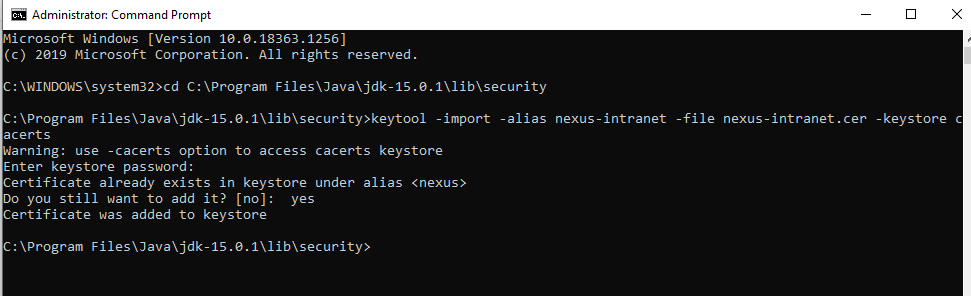 Administrator: Command Prompt
Microsoft Windows [Version 10.0.18363.1256]
(c) 2019 Microsoft Corporation. All rights reserved.
C:\WINDOWS\system32>cd C:\Program Files\Java\jdk-15.0.1\lib\security
C:\Program Files\Java\jdk-15.0.1\lib\security>keytool -import -alias nexus-intranet -file nexus-intranet.cer -keystore c
acerts
Warning: use -cacerts option to access cacerts keystore
Enter keystore password:
Certificate already exists in keystore under alias <nexus>
Do you still want to add it? [no]:  yes
Certificate was added to keystore
C:\Program Files\Java\jdk-15.0.1\lib\security>